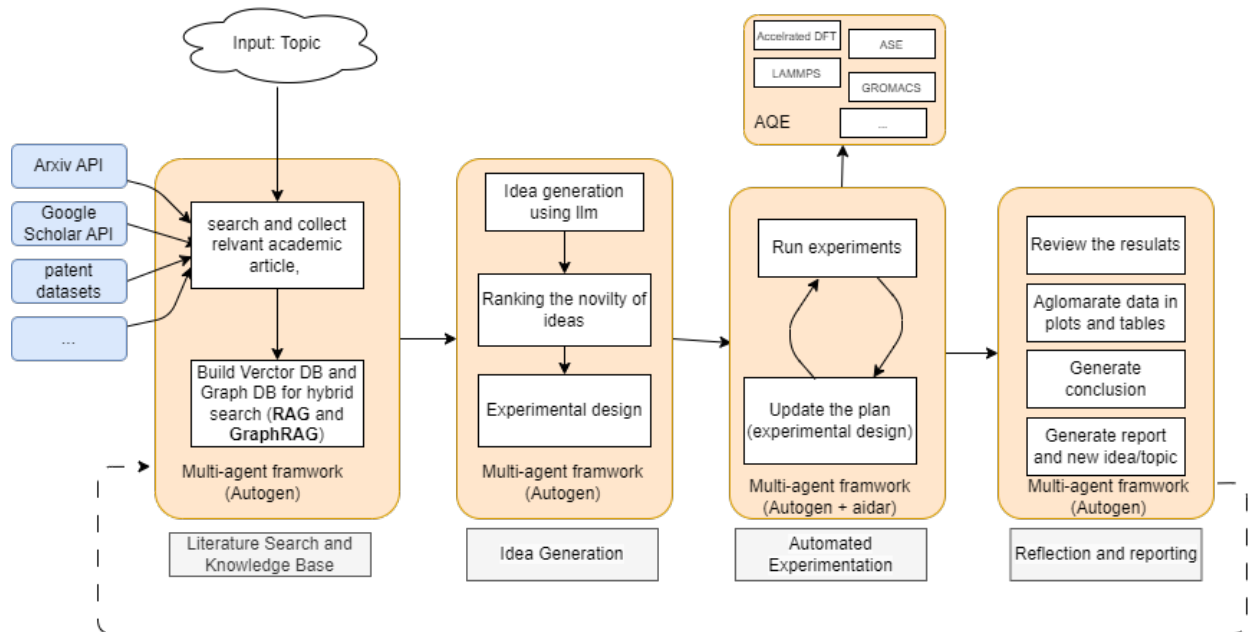 Input: Topic
Arxiv API
Google
Scholar API
patent
datasets
...
search and collect
relvant academic
article,
Build Verctor DB and
Graph DB for hybrid
search (RAG and
GraphRAG)
Multi-agent framwork
(Autogen)
Literature Search and
Knowledge Base
Idea generation
using llm
Ranking the novilty of
ideas
Experimental design
Multi-agent framwork
(Autogen)
Idea Generation
Accelrated DFT
ASE
LAMMPS
GROMACS
AQE
...
Run experiments
Update the plan
(experimental design)
Multi-agent framwork
(Autogen + aidar)
Automated
Experimentation
Review the resulats
Aglomarate data in
plots and tables
Generate
conclusion
Generate report
and new idea/topic
Multi-agent framwork
(Autogen)
Reflection and reporting